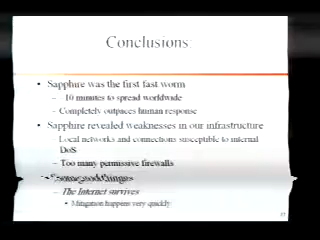 Conclusions
• Sapphire was the first fast worm
– 10 minutes to spread worldwide
– Completely outpaces human response
• Sapphire revealed weaknesses in our infrastructure
– Local networks and connections susceptible to internal
DoS
– Too many permissive firewalls
• Some good things
– The Internet survives
• Mitigation happens very quickly